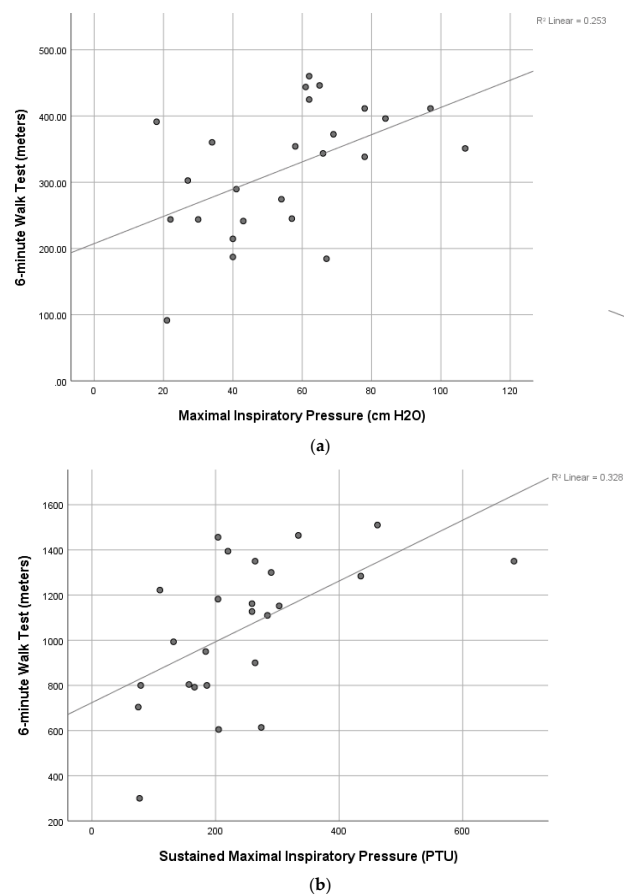 R² Linear = 0.253
500.00
400.00
300.00
200.00
100.00
.00
6-minute Walk Test (meters)
0 20 40 60 80 100 120
Maximal Inspiratory Pressure (cm H2O)
(a)
R² Linear = 0.328
1600
1400
1200
1000
800
600
400
200
6-minute Walk Test (meters)
0 200 400 600
Sustained Maximal Inspiratory Pressure (PTU)
(b)